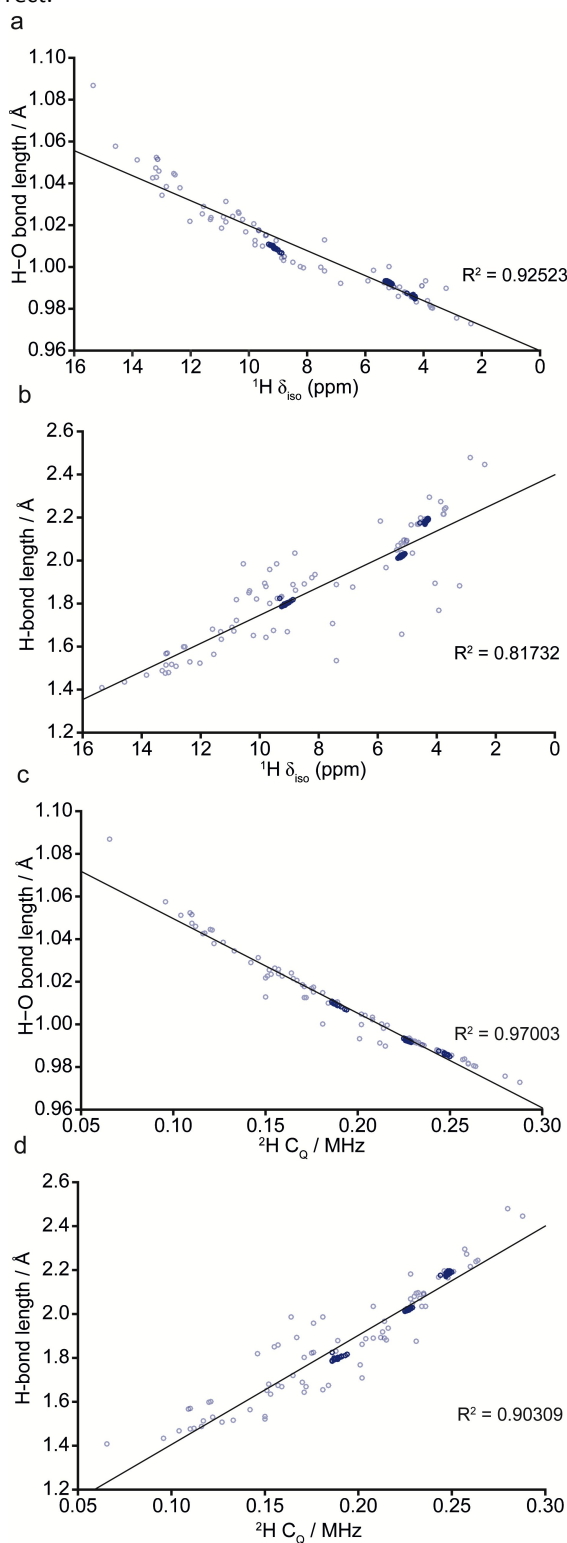 rect.
a
1.10
1.08
1.06
1.04
1.02
1.00
0.98
0.96
H–O bond length / Å
R² = 0.92523
16 14 12 10 8 6 4 2 0
¹H δiso (ppm)
b
2.6
2.4
2.2
2.0
1.8
1.6
1.4
1.2
H-bond length / Å
R² = 0.81732
16 14 12 10 8 6 4 2 0
¹H δiso (ppm)
c
1.10
1.08
1.06
1.04
1.02
1.00
0.98
0.96
H–O bond length / Å
R² = 0.97003
0.05 0.10 0.15 0.20 0.25 0.30
²H CQ / MHz
d
2.6
2.4
2.2
2.0
1.8
1.6
1.4
1.2
H-bond length / Å
R² = 0.90309
0.05 0.10 0.15 0.20 0.25 0.30
²H CQ / MHz